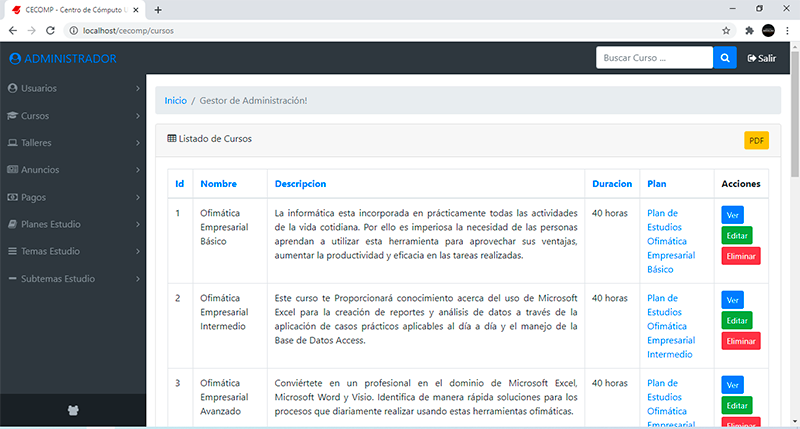 CECOMP - Centro de Cómputo
localhost/cecomp/cursos
ADMINISTRADOR
Buscar Curso ...
Salir
Usuarios
Cursos
Talleres
Anuncios
Pagos
Planes Estudio
Temas Estudio
Subtemas Estudio
Inicio / Gestor de Administración!
Listado de Cursos
PDF
Id Nombre Descripcion Duracion Plan Acciones
1
Ofimática
Empresarial
Básico
La informática esta incorporada en prácticamente todas las actividades
de la vida cotidiana. Por ello es imperiosa la necesidad de las personas
aprendan a utilizar esta herramienta para aprovechar sus ventajas,
aumentar la productividad y eficacia en las tareas realizadas.
40 horas
Plan de
Estudios
Ofimática
Empresarial
Básico
Ver
Editar
Eliminar
2
Ofimática
Empresarial
Intermedio
Este curso te Proporcionará conocimiento acerca del uso de Microsoft
Excel para la creación de reportes y análisis de datos a través de la
aplicación de casos prácticos aplicables al día a día y el manejo de la
Base de Datos Access.
40 horas
Plan de
Estudios
Ofimática
Empresarial
Intermedio
Ver
Editar
Eliminar
3
Ofimática
Empresarial
Avanzado
Conviértete en un profesional en el dominio de Microsoft Excel,
Microsoft Word y Visio. Identifica de manera rápida soluciones para los
procesos que diariamente realizar usando estas herramientas ofimáticas.
40 horas
Plan de
Estudios
Ofimática
Empresarial
Ver
Editar
Eliminar